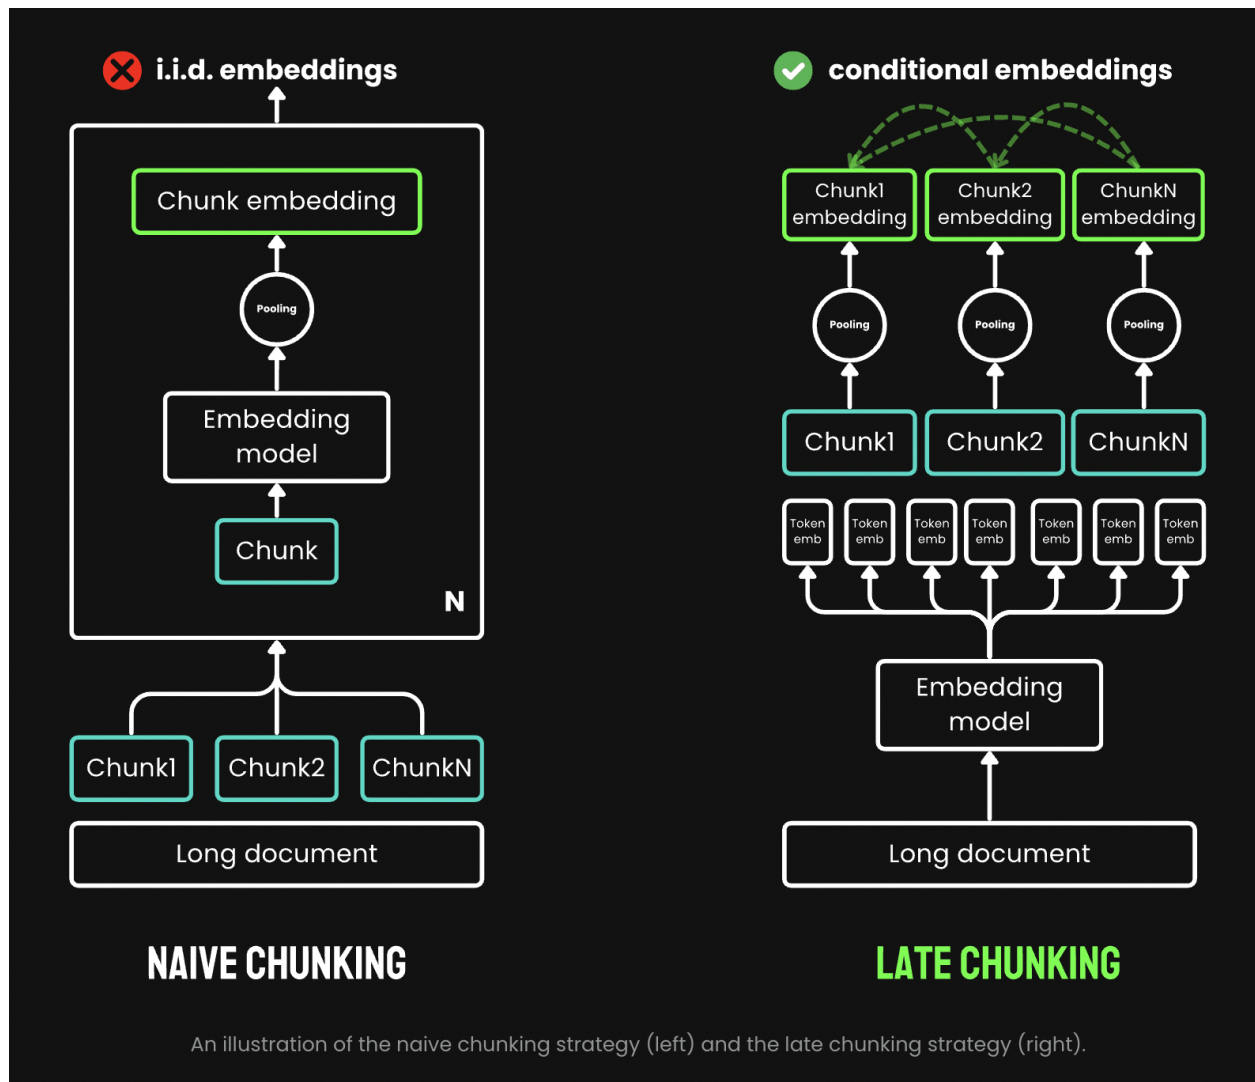 i.i.d. embeddings
Chunk embedding
Pooling
Embedding
model
Chunk
N
Chunk1 Chunk2 ChunkN
Long document
NAIVE CHUNKING
conditional embeddings
Chunk1 Chunk2 ChunkN
embedding embedding embedding
Pooling Pooling Pooling
Chunk1 Chunk2 ChunkN
Token Token Token Token Token Token Token
emb emb emb emb emb emb emb
Embedding
model
Long document
LATE CHUNKING
An illustration of the naive chunking strategy (left) and the late chunking strategy (right).